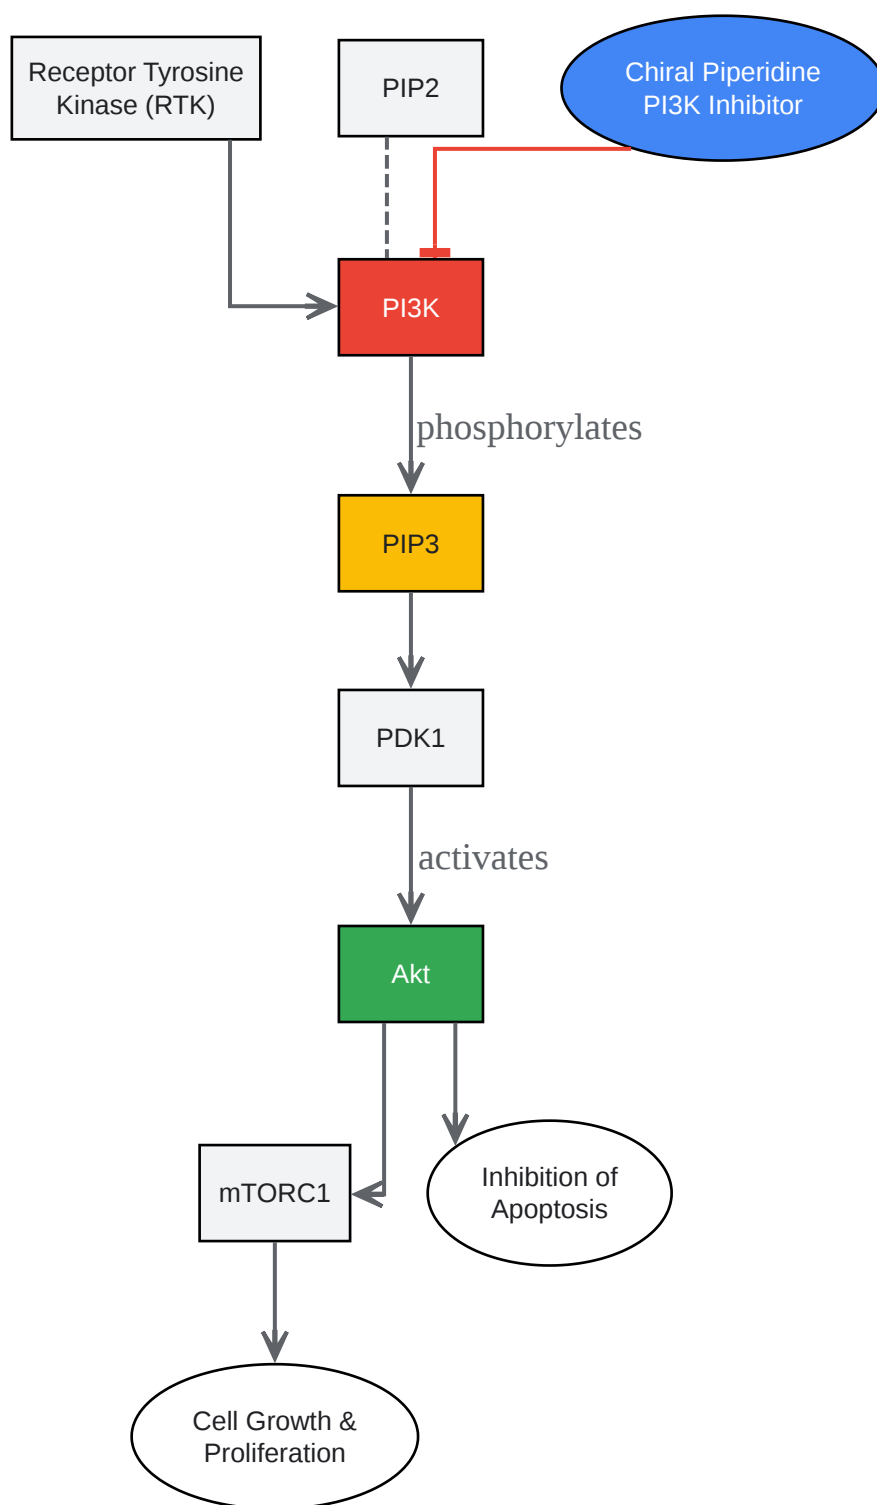 Receptor Tyrosine
Kinase (RTK)
PIP2
Chiral Piperidine
PI3K Inhibitor
PI3K
phosphorylates
PIP3
PDK1
activates
Akt
mTORC1
Inhibition of
Apoptosis
Cell Growth &
Proliferation